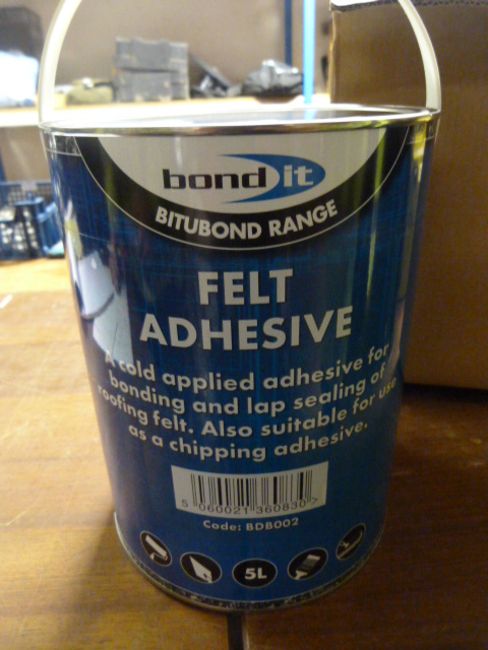 bond it
BITUBOND RANGE
FELT
ADHESIVE
A cold applied adhesive for
bonding and lap sealing of
roofing felt. Also suitable for use
as a chipping adhesive.
5 060021 360830 >
Code: BDB002
5L